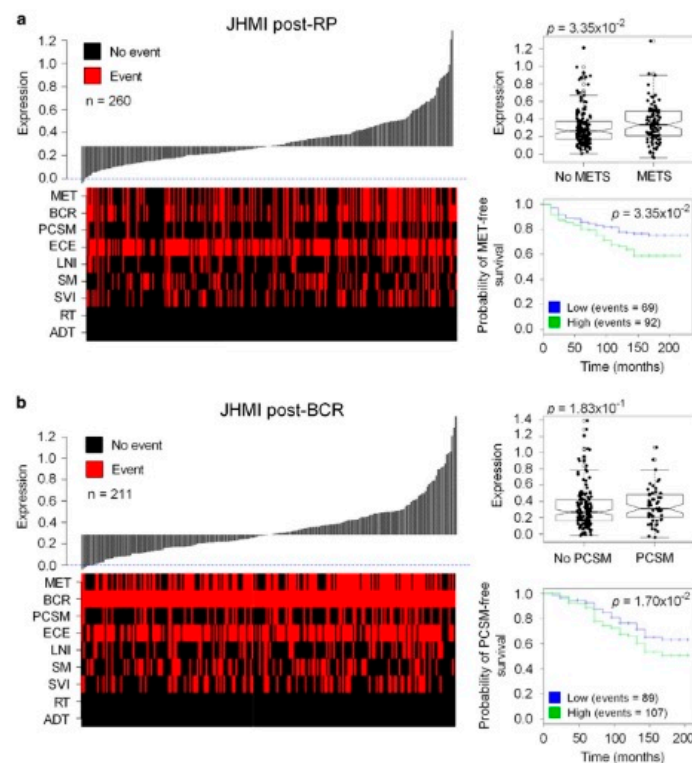 a
JHMI post-RP
Expression
1.2
1.0
0.8
0.6
0.4
0.2
0.0
No event
Event
n = 260
MET
BCR
PCSM
ECE
LNI
SM
SVI
RT
ADT
p = 3.35x10-2
Expression
1.2
1.0
0.8
0.6
0.4
0.2
0.0
No METS METS
Probability of MET-free
survival
1.0
0.8
0.6
0.4
0.2
0.0
p = 3.35x10-2
Low (events = 69)
High (events = 92)
0 50 100 150 200
Time (months)
b
JHMI post-BCR
Expression
1.2
1.0
0.8
0.6
0.4
0.2
0.0
No event
Event
n = 211
MET
BCR
PCSM
ECE
LNI
SM
SVI
RT
ADT
p = 1.83x10-1
Expression
1.4
1.2
1.0
0.8
0.6
0.4
0.2
0.0
No PCSM PCSM
Probability of PCSM-free
survival
1.0
0.8
0.6
0.4
0.2
0.0
p = 1.70x10-2
Low (events = 89)
High (events = 107)
0 50 100 150 200
Time (months)